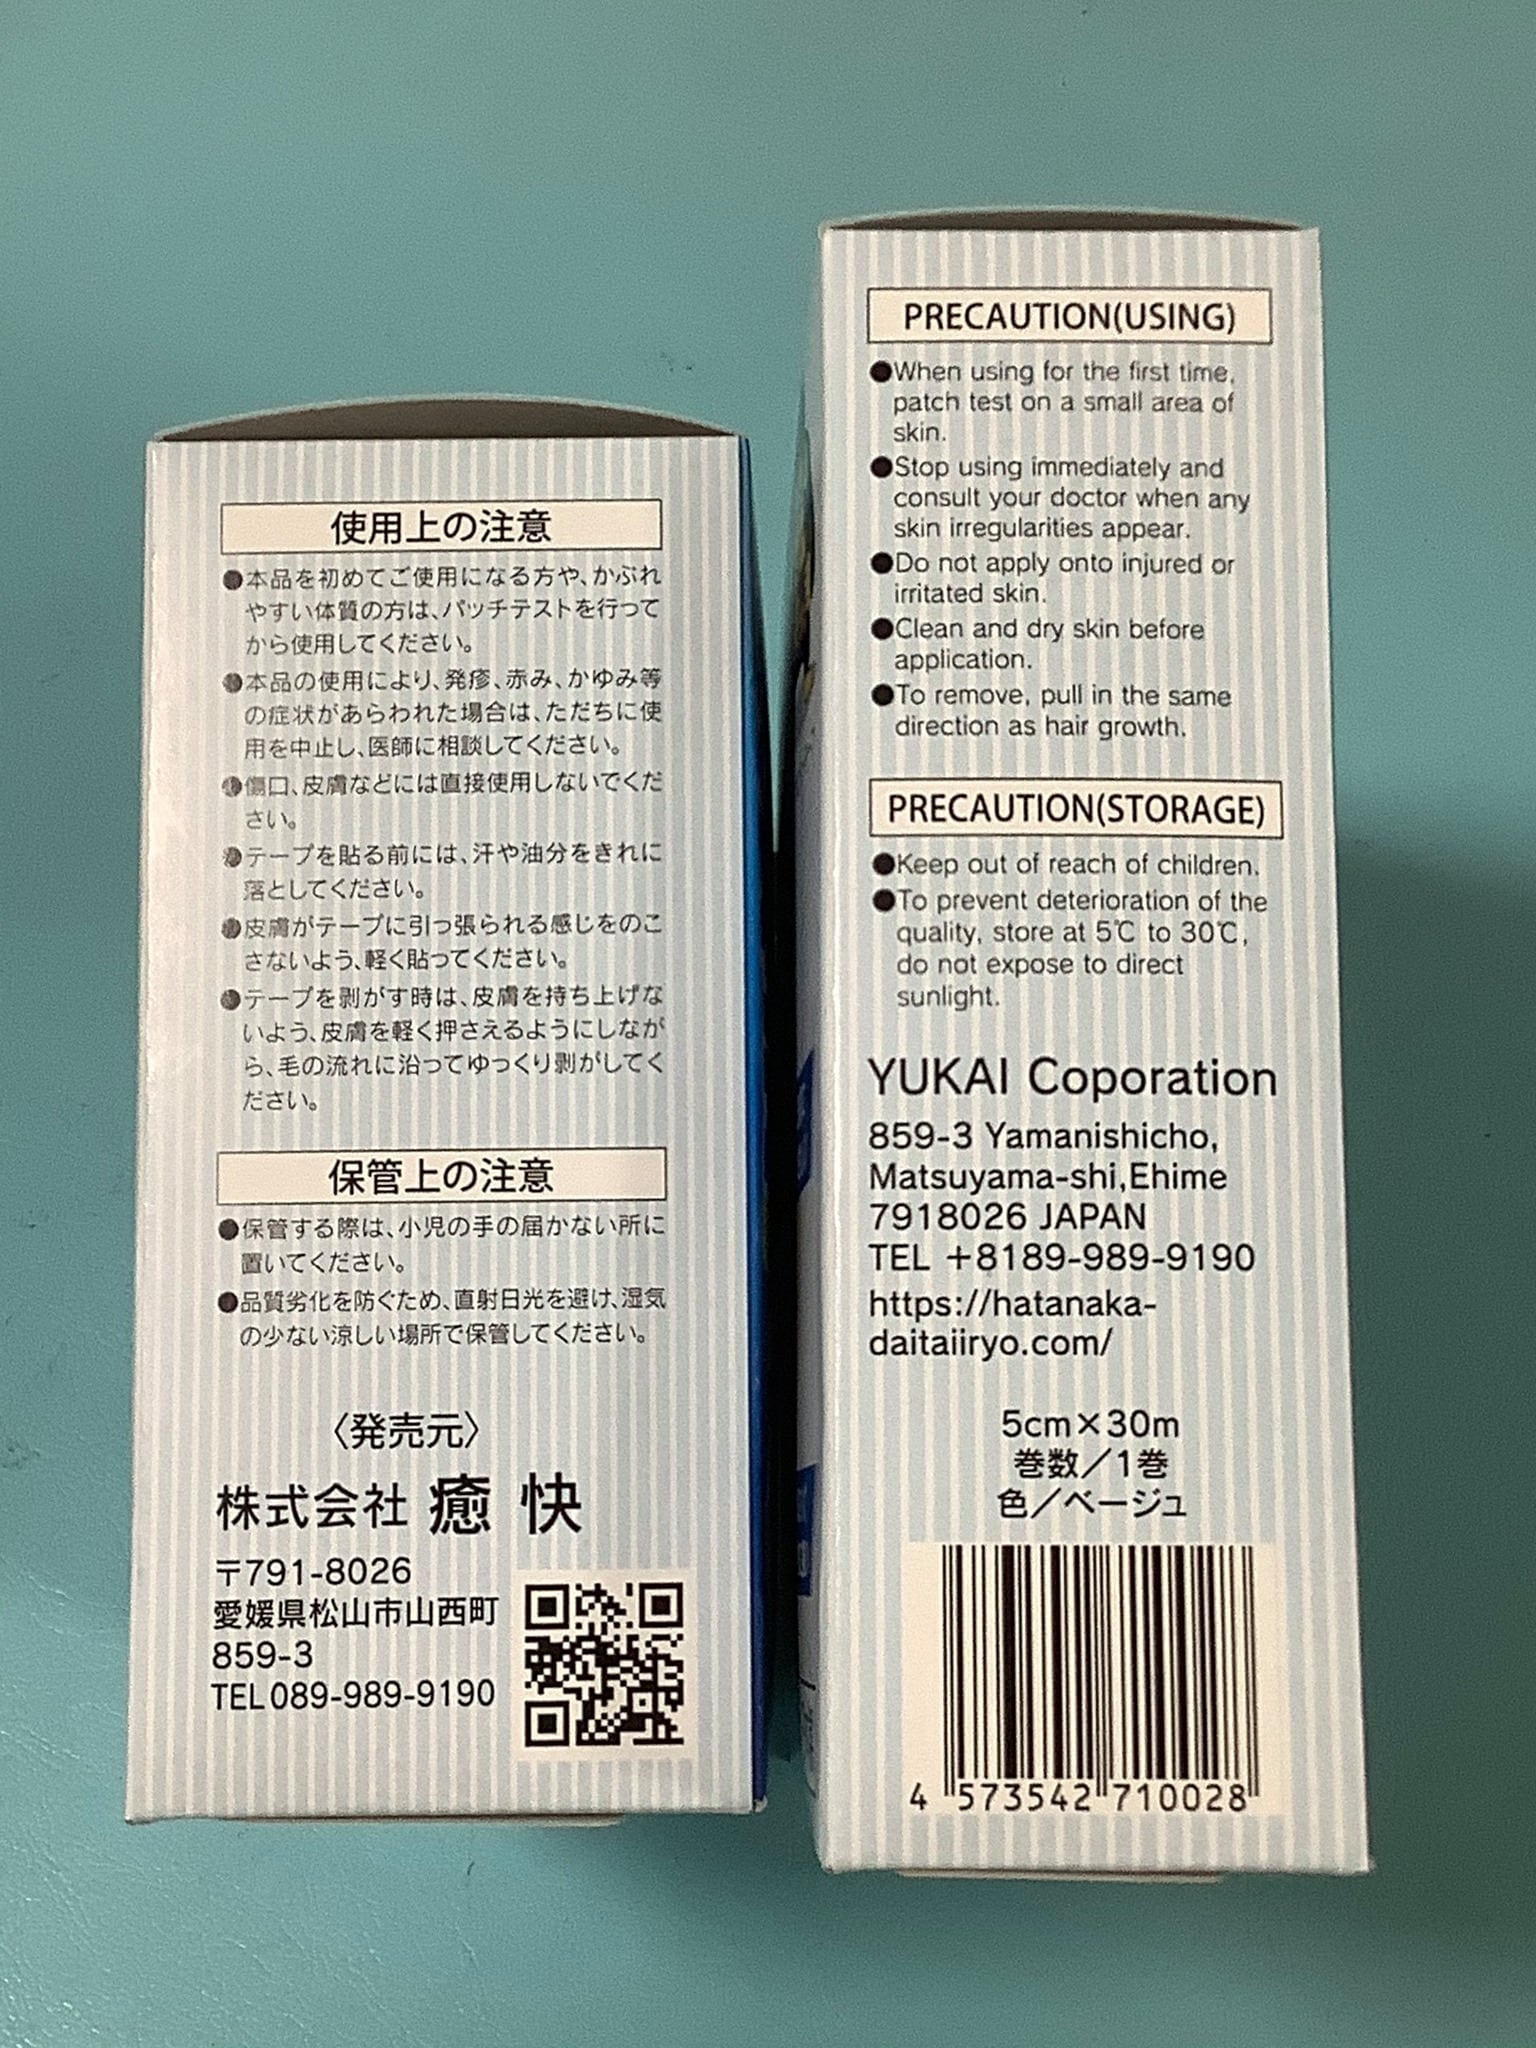 使用上の注意
●本品を初めてご使用になる方や、かぶれ
やすい体質の方は、パッチテストを行って
から使用してください。
●本品の使用により、発疹、赤み、かゆみ等
の症状があらわれた場合は、ただちに使
用を中止し、医師に相談してください。
●傷口、皮膚などには直接使用しないでくだ
さい。
●テープを貼る前には、汗や油分をきれに
落としてください。
●皮膚がテープに引っ張られる感じをのこ
さないよう、軽く貼ってください。
●テープを剥がす時は、皮膚を持ち上げな
いよう、皮膚を軽く押さえるようにしなが
ら、毛の流れに沿ってゆっくり剥がしてく
ださい。
保管上の注意
●保管する際は、小児の手の届かない所に
置いてください。
●品質劣化を防ぐため、直射日光を避け、湿気
の少ない涼しい場所で保管してください。
〈発売元〉
株式会社 癒 快
〒791-8026
愛媛県松山市山西町
859-3
TEL089-989-9190
PRECAUTION(USING)
●When using for the first time,
patch test on a small area of
skin.
●Stop using immediately and
consult your doctor when any
skin irregularities appear.
●Do not apply onto injured or
irritated skin.
●Clean and dry skin before
application.
●To remove, pull in the same
direction as hair growth.
PRECAUTION(STORAGE)
●Keep out of reach of children.
●To prevent deterioration of the
quality, store at 5℃ to 30℃,
do not expose to direct
sunlight.
YUKAI Coporation
859-3 Yamanishicho,
Matsuyama-shi,Ehime
7918026 JAPAN
TEL +8189-989-9190
https://hatanaka-
daitaiiryo.com/
5cm×30m
巻数／1巻
色／ベージュ
4 573542 710028